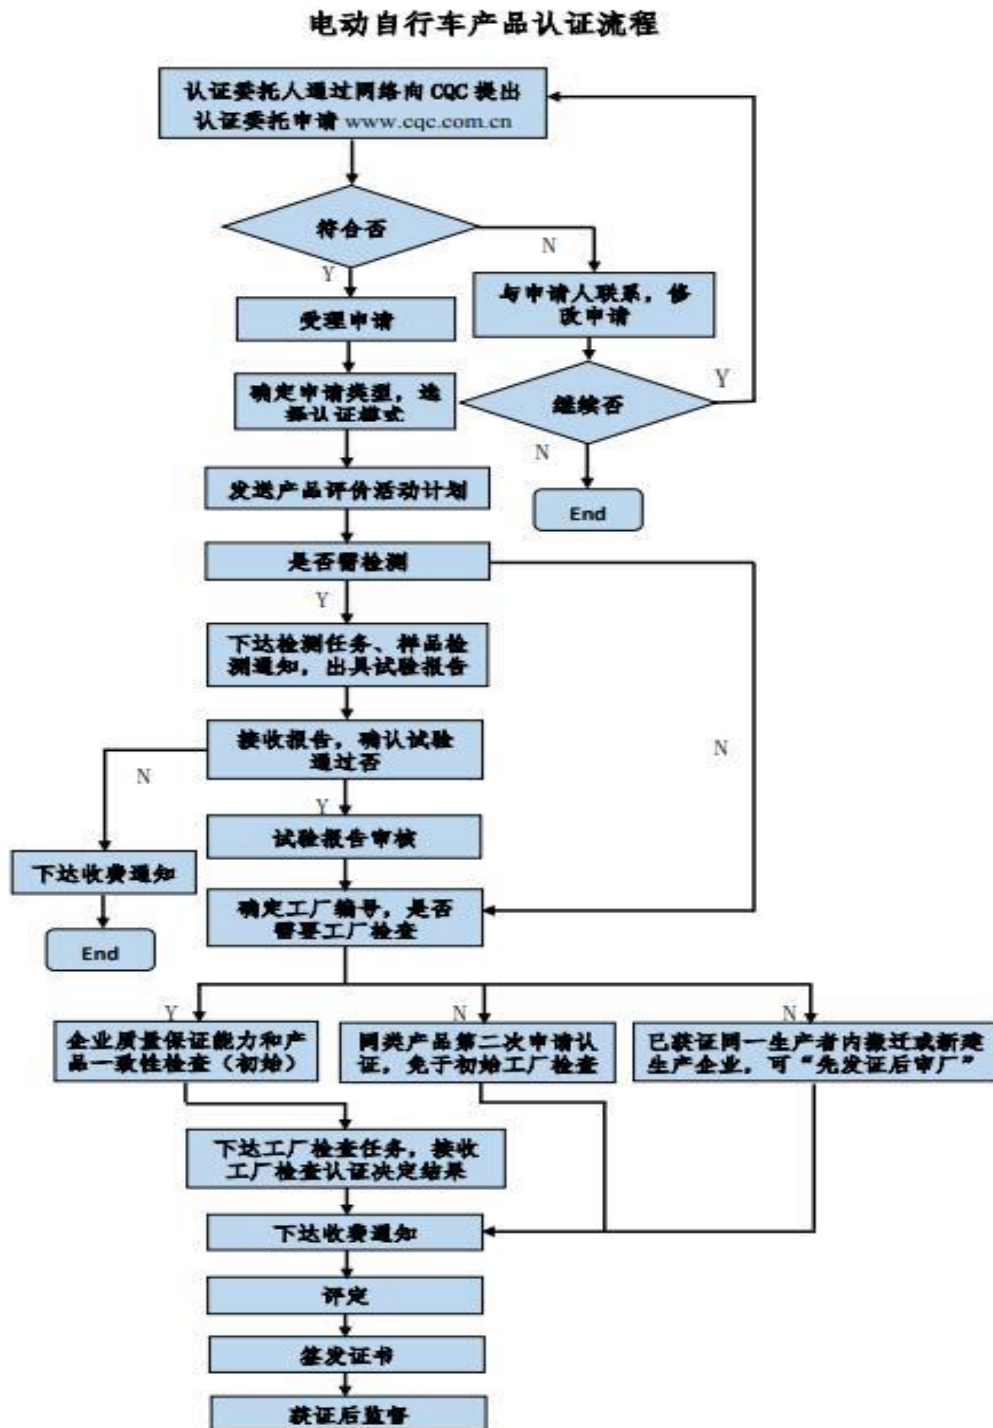 电动自行车产品认证流程
认证委托人通过网络向 CQC 提出
认证委托申请 www.cqc.com.cn
符合否
N
Y
与申请人联系，修
改申请
受理申请
Y
确定申请类型，选
择认证模式
继续否
N
发送产品评价活动计划
End
是否需检测
Y
下达检测任务、样品检
测通知，出具试验报告
接收报告，确认试验
通过否
N
N
Y
试验报告审核
下达收费通知
确定工厂编号，是否
需要工厂检查
End
Y
N
N
企业质量保证能力和产
品一致性检查（初始）
同类产品第二次申请认
证，免于初始工厂检查
已获证同一生产者内搬迁或新建
生产企业，可“先发证后审厂”
下达工厂检查任务，接收
工厂检查认证决定结果
下达收费通知
评定
签发证书
获证后监督